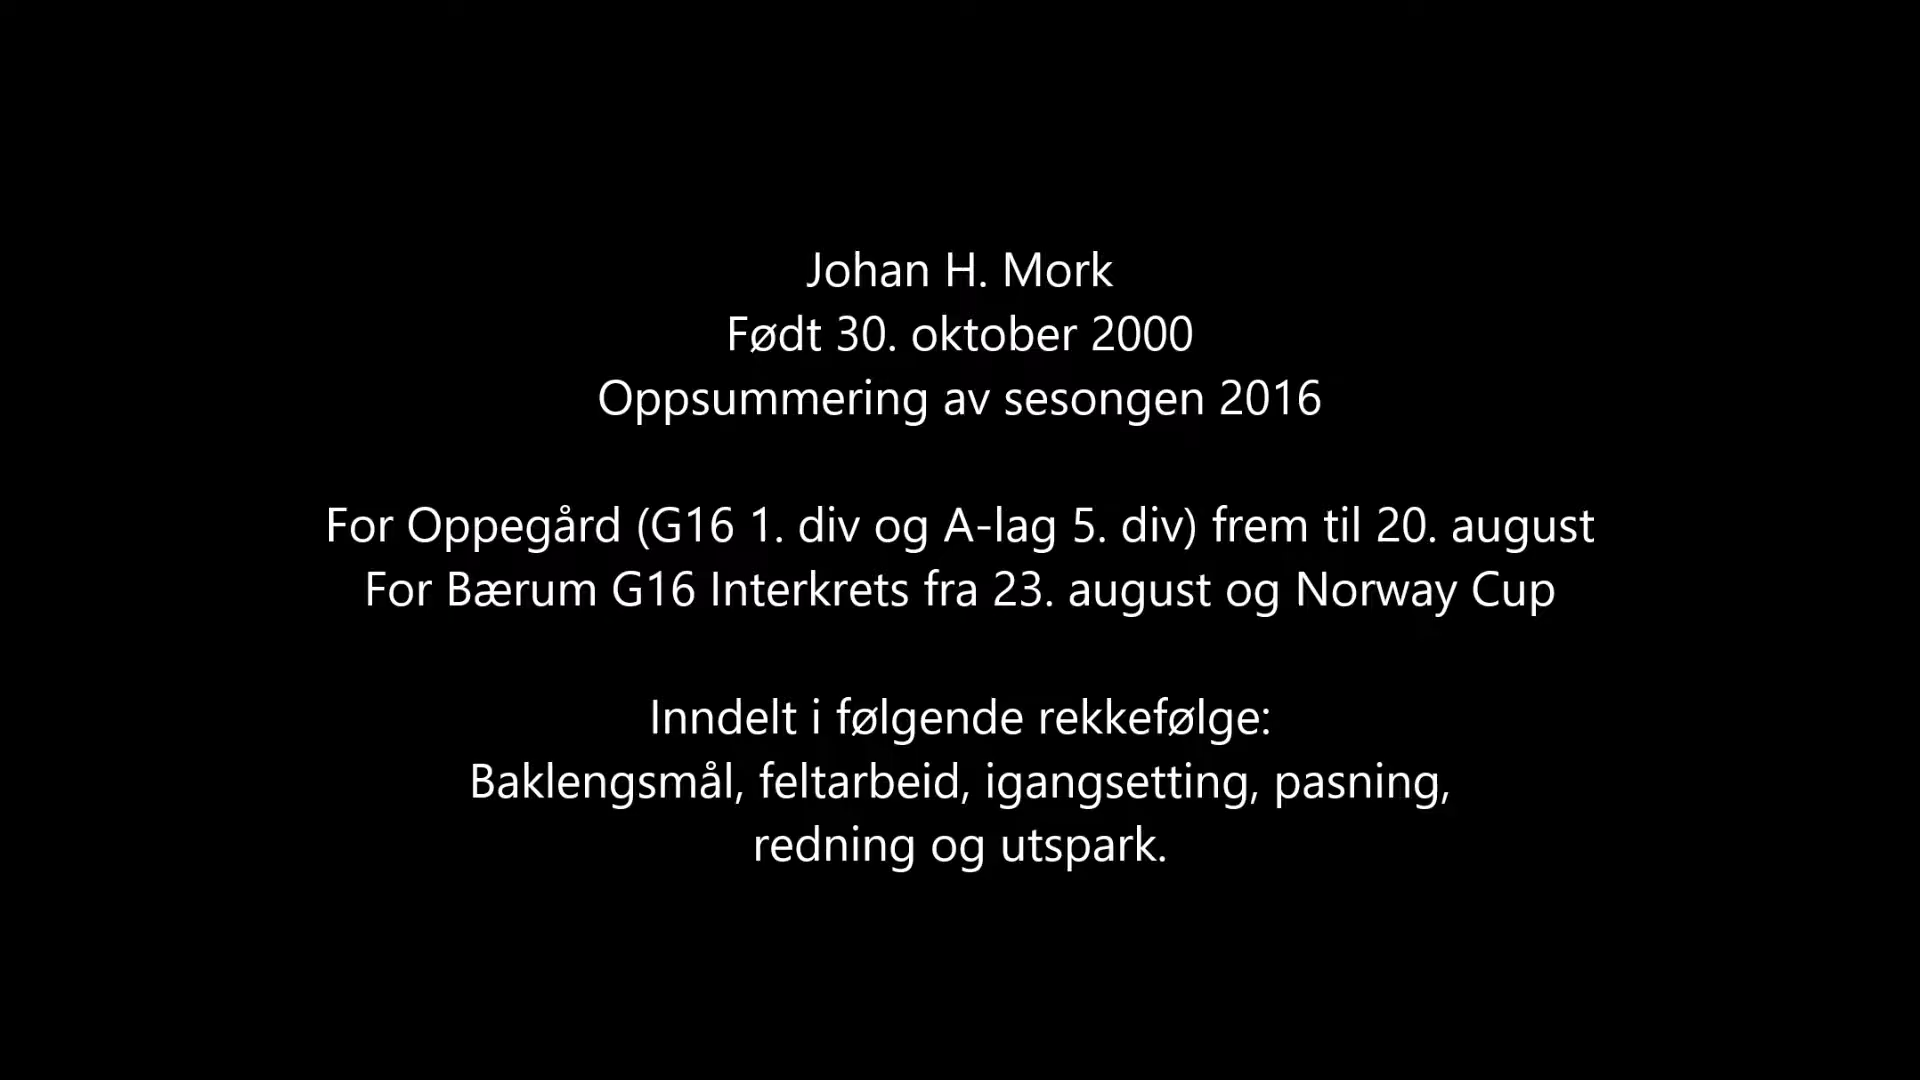 Johan H. Mork
Født 30. oktober 2000
Oppsummering av sesongen 2016
For Oppegård (G16 1. div og A-lag 5. div) frem til 20. august
For Bærum G16 Interkrets fra 23. august og Norway Cup
Inndelt i følgende rekkefølge:
Baklengsmål, feltarbeid, igangsetting, pasning,
redning og utspark.